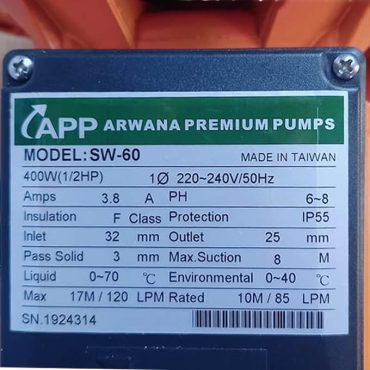 APP ARWANA PREMIUM PUMPS
MODEL: SW-60 MADE IN TAIWAN
400W(1/2HP) 1Ø 220~240V/50Hz
Amps 3.8 A PH 6~8
Insulation F Class Protection IP55
Inlet 32 mm Outlet 25 mm
Pass Solid 3 mm Max.Suction 8 M
Liquid 0~70 ℃ Environmental 0~40 ℃
Max 17M / 120 LPM Rated 10M / 85 LPM
SN.1924314